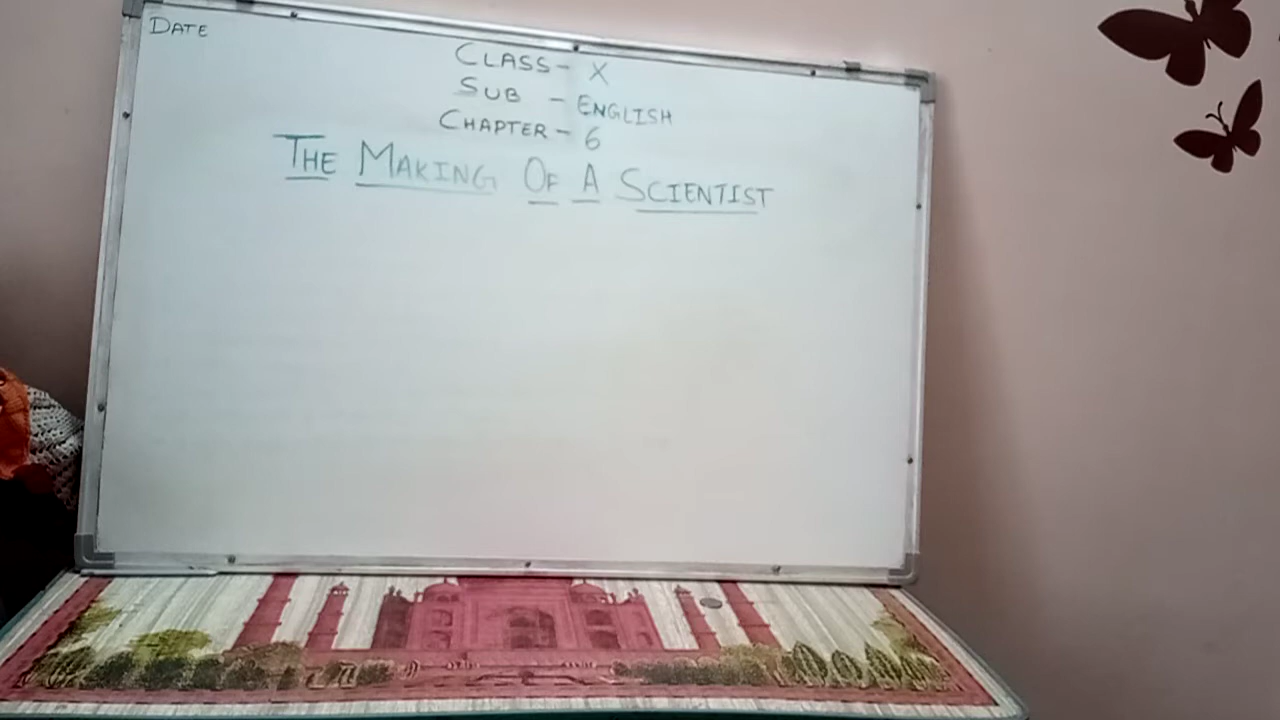 DATE
CLASS- X
SUB - ENGLISH
CHAPTER- 6
THE MAKING OF A SCIENTIST